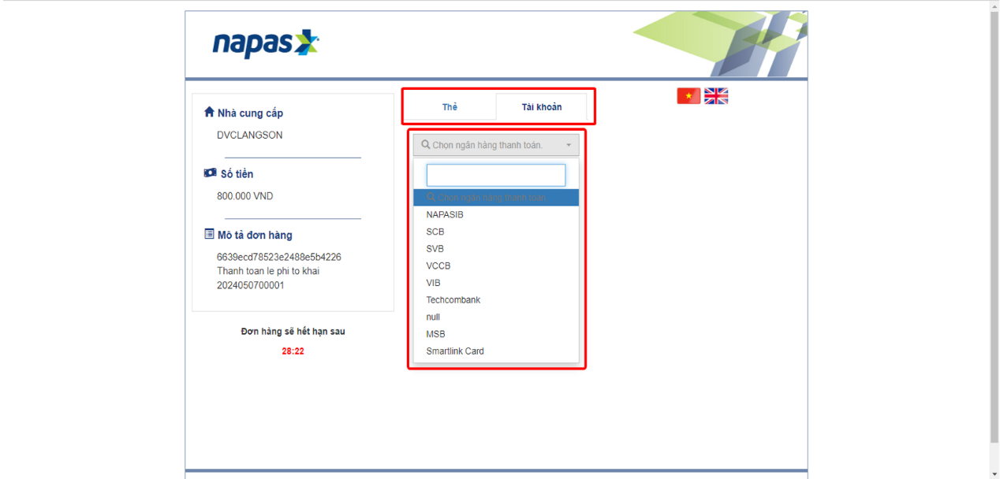 napas
Nhà cung cấp
DVCLANGSON
Số tiền
800.000 VND
Mô tả đơn hàng
6639ecd78523e2488e5b4226
Thanh toan le phi to khai
2024050700001
Đơn hàng sẽ hết hạn sau
28:22
Thẻ
Tài khoản
Chọn ngân hàng thanh toán.
Chọn ngân hàng thanh toán.
NAPASIB
SCB
SVB
VCCB
VIB
Techcombank
null
MSB
Smartlink Card